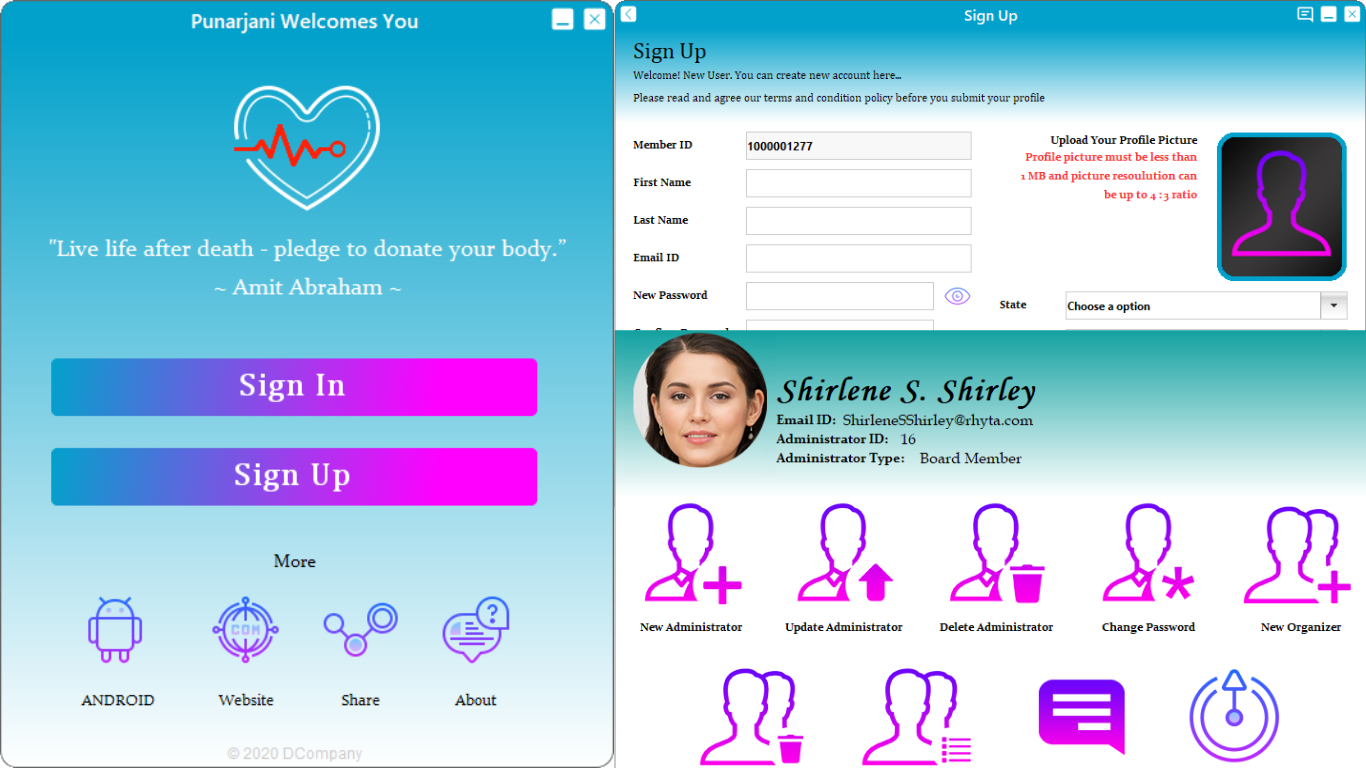 Punarjani Welcomes You
"Live life after death - pledge to donate your body.”
~ Amit Abraham ~
Sign In
Sign Up
More
ANDROID
COM
Website
Share
?
About
© 2020 DCompany
Sign Up
Sign Up
Welcome! New User. You can create new account here...
Please read and agree our terms and condition policy before you submit your profile
Member ID
1000001277
First Name
Last Name
Email ID
New Password
Upload Your Profile Picture
Profile picture must be less than
1 MB and picture resoulution can
be up to 4 : 3 ratio
State
Choose a option
Shirlene S. Shirley
Email ID: ShirleneSShirley@rhyta.com
Administrator ID: 16
Administrator Type: Board Member
New Administrator
Update Administrator
Delete Administrator
Change Password
New Organizer